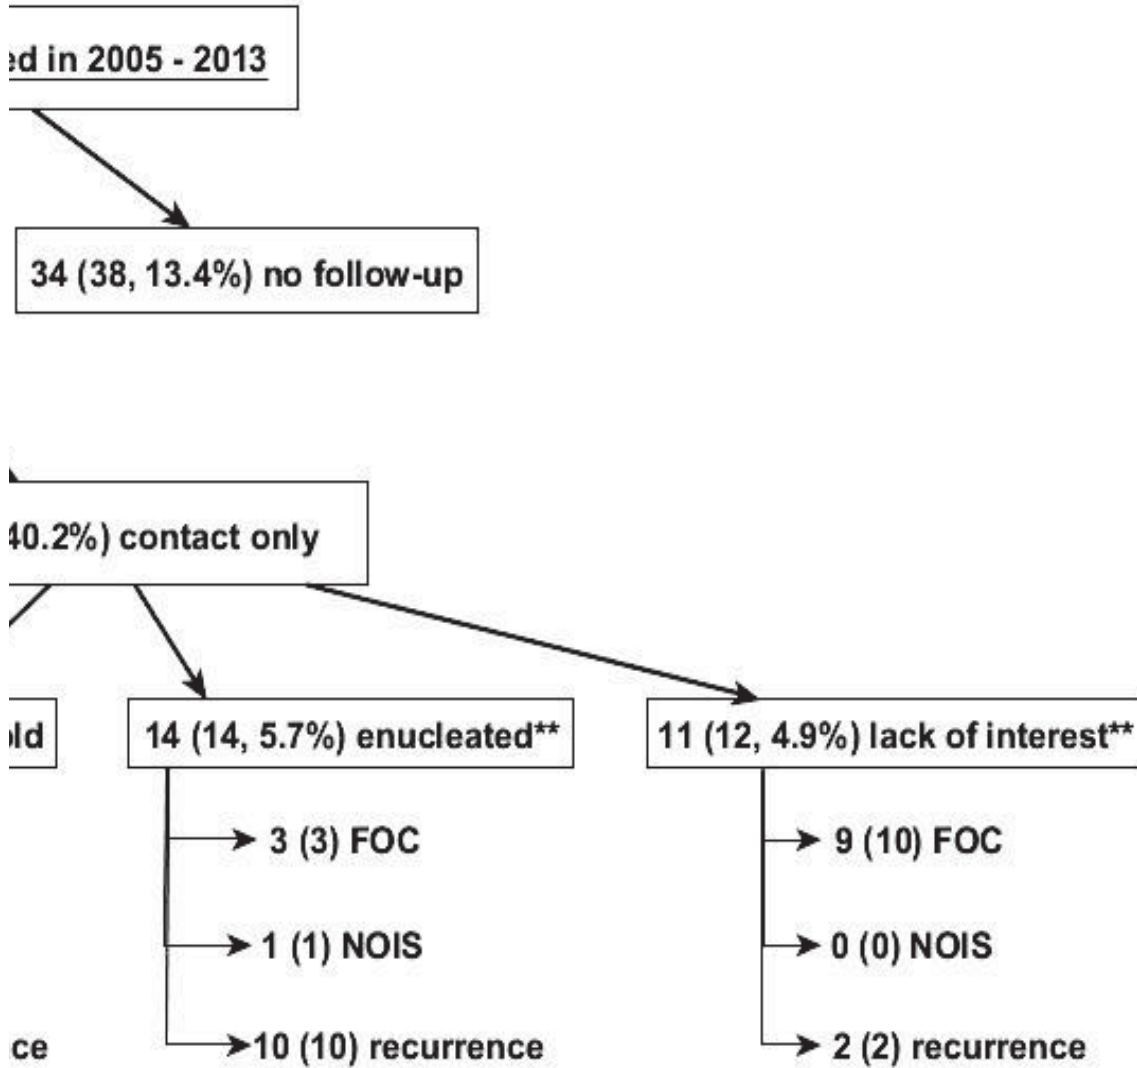 ed in 2005 - 2013
34 (38, 13.4%) no follow-up
40.2%) contact only
old
14 (14, 5.7%) enucleated**
11 (12, 4.9%) lack of interest**
3 (3) FOC
9 (10) FOC
1 (1) NOIS
0 (0) NOIS
ce
10 (10) recurrence
2 (2) recurrence